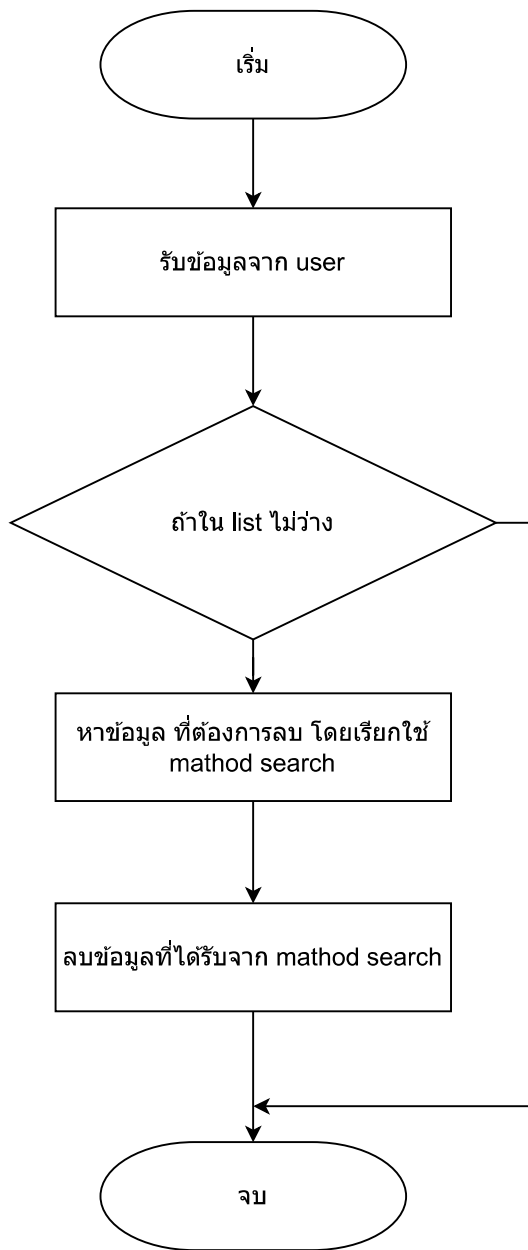 เริ่ม
รับข้อมูลจาก user
ถ้าใน list ไม่ว่าง
หาข้อมูล ที่ต้องการลบ โดยเรียกใช้
mathod search
ลบข้อมูลที่ได้รับจาก mathod search
จบ